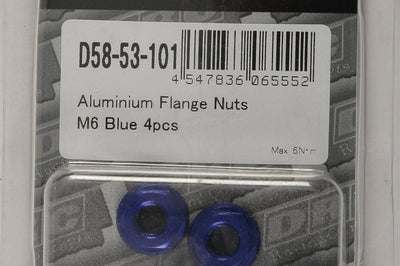 D58-53-101
4 547836 065552
Aluminium Flange Nuts
M6 Blue 4pcs
Max. 6N·m